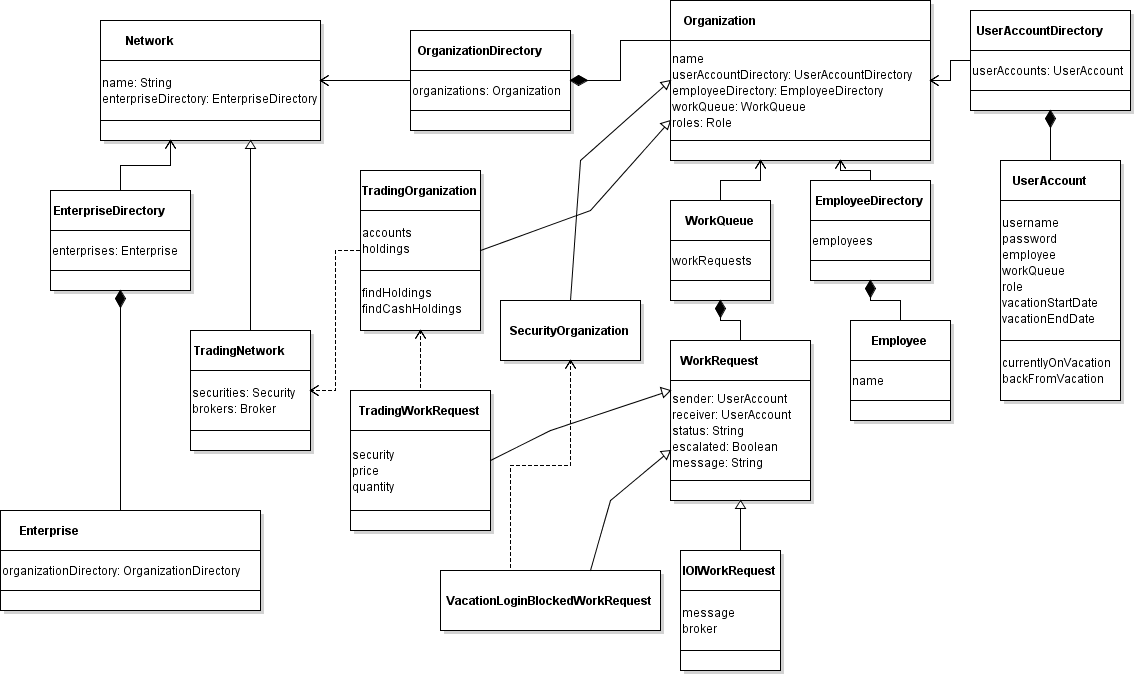 Network
name: String
enterpriseDirectory: EnterpriseDirectory
OrganizationDirectory
organizations: Organization
Organization
name
userAccountDirectory: UserAccountDirectory
employeeDirectory: EmployeeDirectory
workQueue: WorkQueue
roles: Role
UserAccountDirectory
userAccounts: UserAccount
EnterpriseDirectory
enterprises: Enterprise
TradingOrganization
accounts
holdings
findHoldings
findCashHoldings
WorkQueue
workRequests
EmployeeDirectory
employees
UserAccount
username
password
employee
workQueue
role
vacationStartDate
vacationEndDate
currentlyOnVacation
backFromVacation
TradingNetwork
securities: Security
brokers: Broker
SecurityOrganization
WorkRequest
sender: UserAccount
receiver: UserAccount
status: String
escalated: Boolean
message: String
Employee
name
TradingWorkRequest
security
price
quantity
Enterprise
organizationDirectory: OrganizationDirectory
VacationLoginBlockedWorkRequest
IOIWorkRequest
message
broker